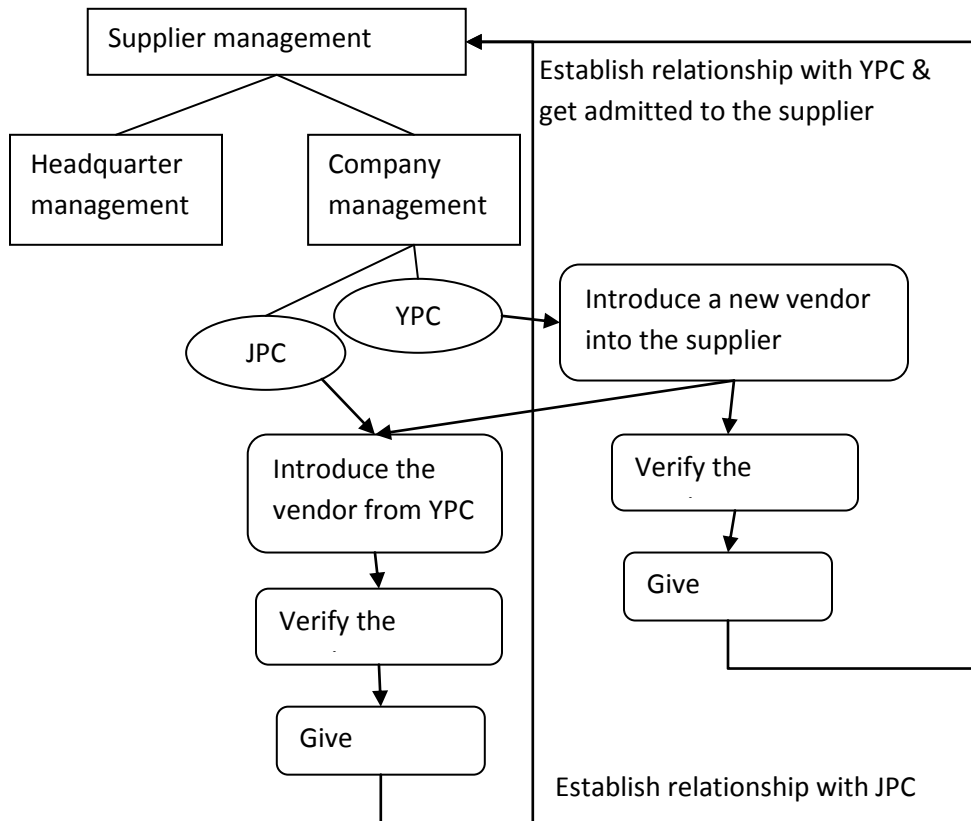 Supplier management
Establish relationship with YPC &
get admitted to the supplier
Headquarter
management
Company
management
YPC
JPC
Introduce a new vendor
into the supplier
Introduce the
vendor from YPC
Verify the
Give
Verify the
Give
Establish relationship with JPC